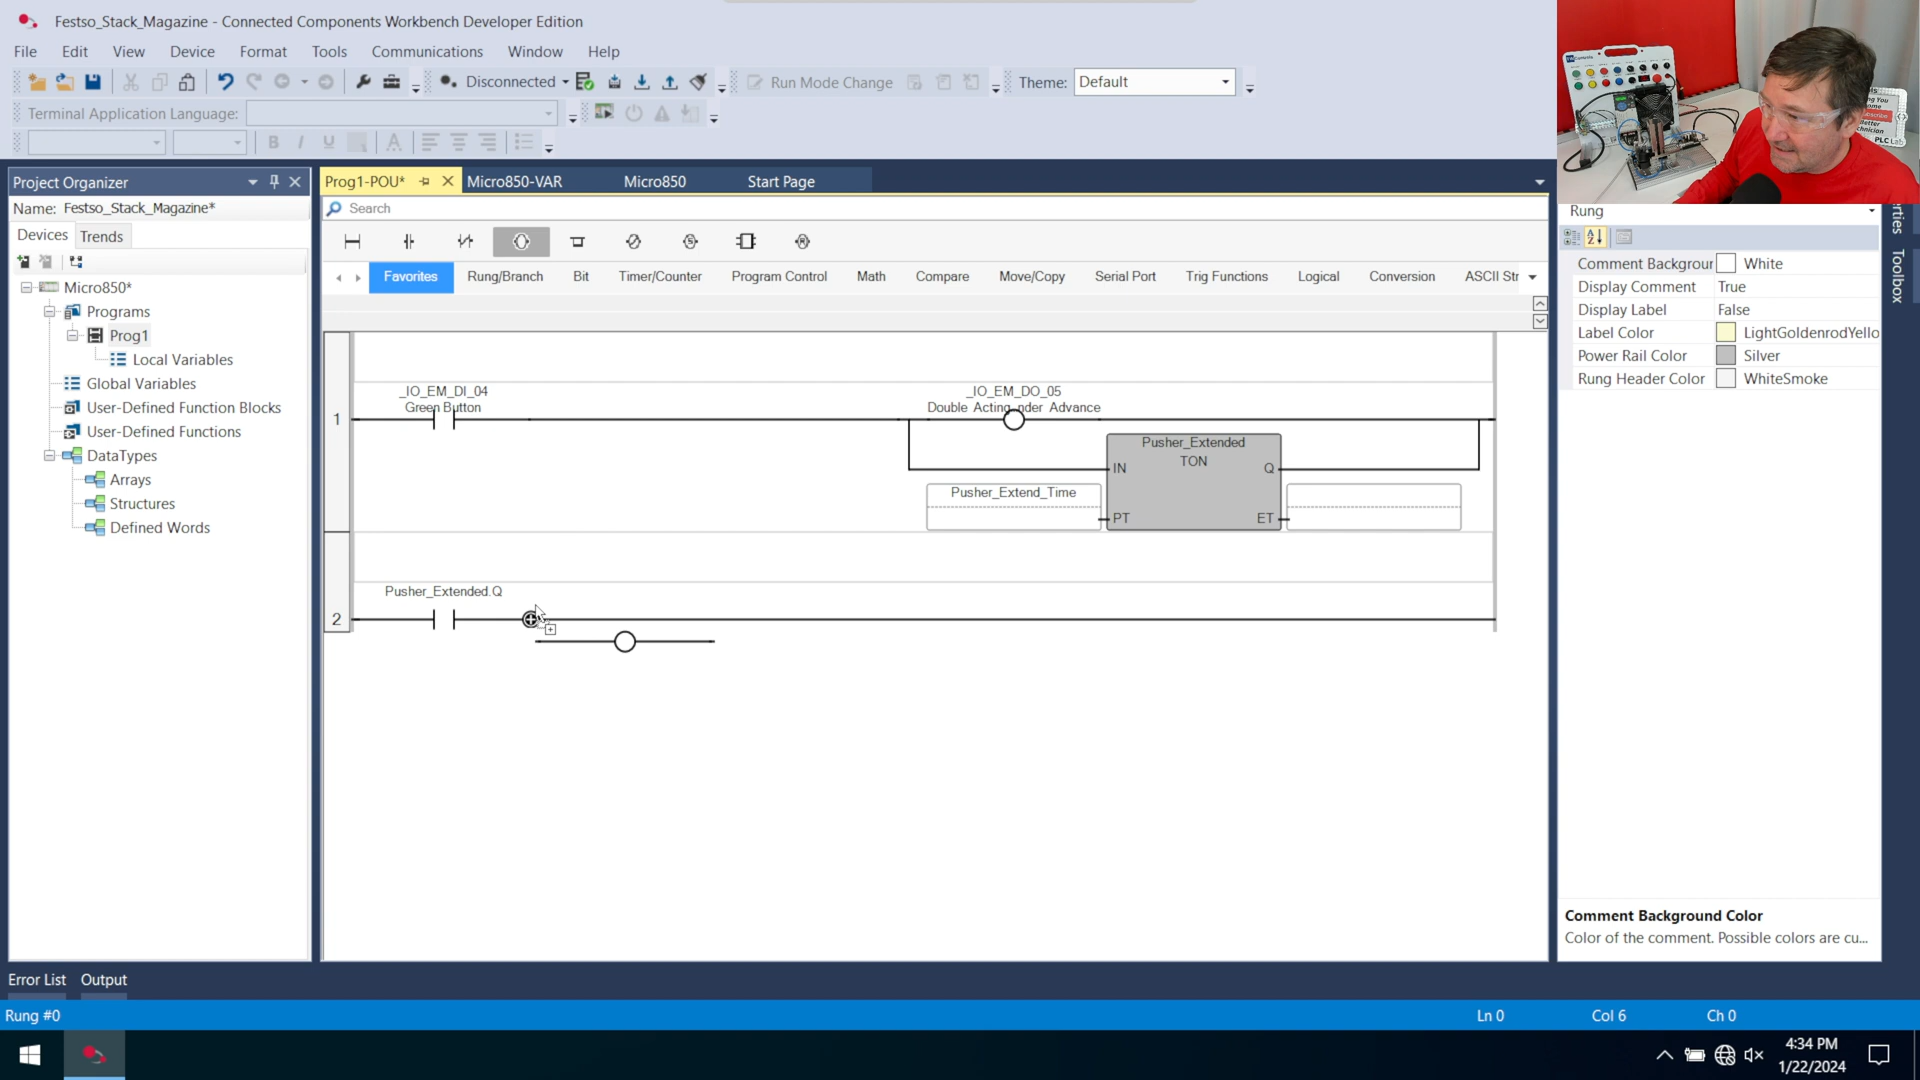 Festso_Stack_Magazine - Connected Components Workbench Developer Edition
File Edit View Device Format Tools Communications Window Help
Disconnected Run Mode Change Theme: Default
Terminal Application Language:
B I U A
Project Organizer
Name: Festso_Stack_Magazine*
Devices Trends
Micro850*
Programs
Prog1
Local Variables
Global Variables
User-Defined Function Blocks
User-Defined Functions
DataTypes
Arrays
Structures
Defined Words
Prog1-POU* Micro850-VAR Micro850 Start Page
Search
Favorites Rung/Branch Bit Timer/Counter Program Control Math Compare Move/Copy Serial Port Trig Functions Logical Conversion ASCII Str
_IO_EM_DI_04
Green Button
_IO_EM_DO_05
Double Acting nder Advance
1
Pusher_Extended
TON
IN Q
Pusher_Extend_Time
PT ET
Pusher_Extended.Q
2
Rung
Comment Backgrour White
Display Comment True
Display Label False
Label Color LightGoldenrodYello
Power Rail Color Silver
Rung Header Color WhiteSmoke
Comment Background Color
Color of the comment. Possible colors are cu...
erties
Toolbox
Error List Output
Rung #0 Ln 0 Col 6 Ch 0
4:34 PM
1/22/2024